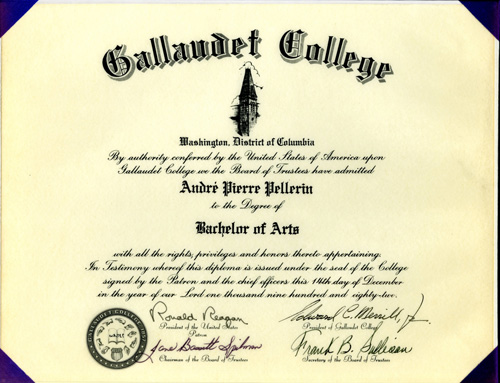 Gallaudet College
Washington, District of Columbia
By authority conferred by the United States of America upon
Gallaudet College we the Board of Trustees have admitted
André Pierre Pellerin
to the Degree of
Bachelor of Arts
with all the rights, privileges and honors thereto appertaining.
In Testimony whereof this diploma is issued under the seal of the College
signed by the Patron and the chief officers this 14th day of December
in the year of our Lord one thousand nine hundred and eighty-two.
Ronald Reagan
President of the United States
Patron
Edward C. Merrill, Jr.
President of Gallaudet College
Chairman of the Board of Trustees
Frank B. Sullivan
Secretary of the Board of Trustees